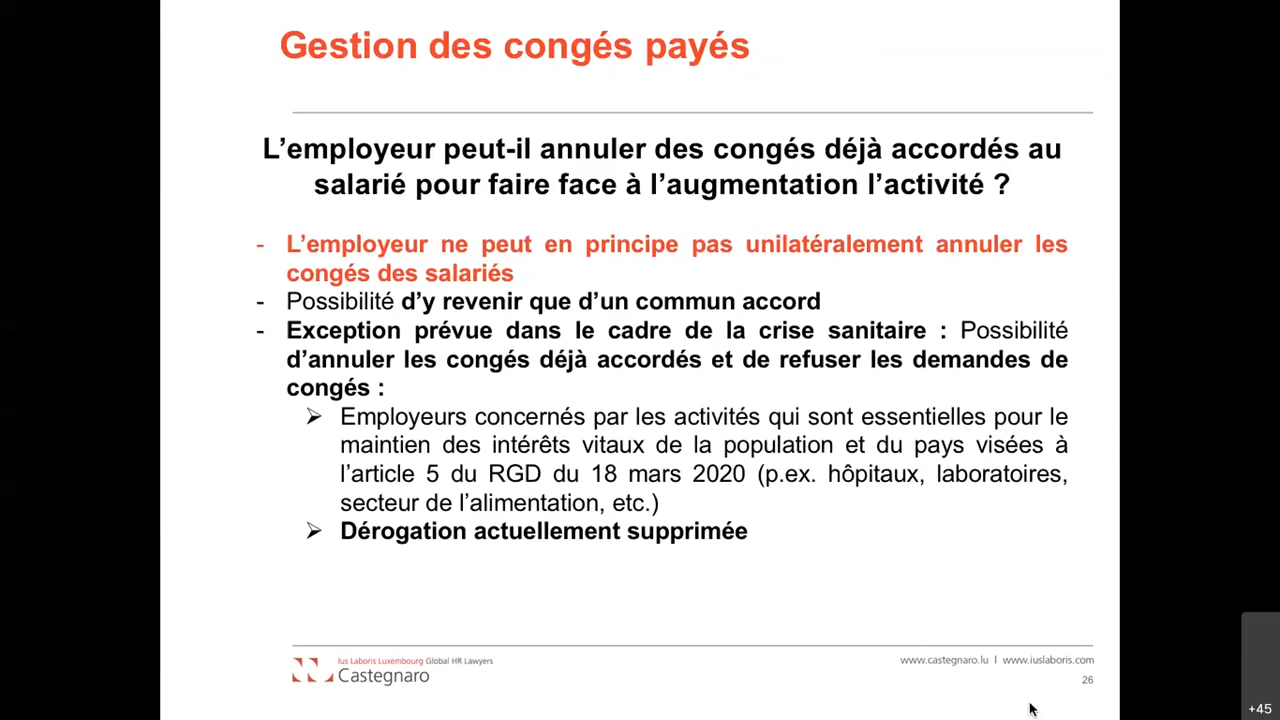 Gestion des congés payés
L’employeur peut-il annuler des congés déjà accordés au
salarié pour faire face à l’augmentation l’activité ?
- L’employeur ne peut en principe pas unilatéralement annuler les
congés des salariés
- Possibilité d’y revenir que d’un commun accord
- Exception prévue dans le cadre de la crise sanitaire : Possibilité
d’annuler les congés déjà accordés et de refuser les demandes de
congés :
➢ Employeurs concernés par les activités qui sont essentielles pour le
maintien des intérêts vitaux de la population et du pays visées à
l’article 5 du RGD du 18 mars 2020 (p.ex. hôpitaux, laboratoires,
secteur de l’alimentation, etc.)
➢ Dérogation actuellement supprimée
Ius Laboris Luxembourg Global HR Lawyers
Castegnaro
www.castegnaro.lu I www.iuslaboris.com
26
+45